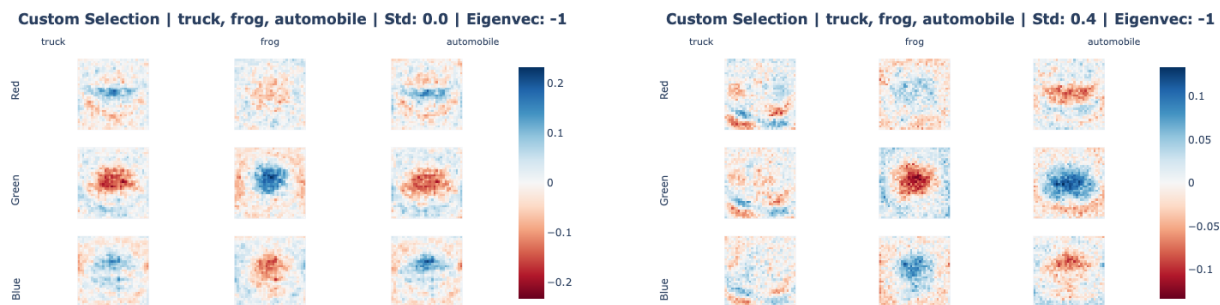 Custom Selection | truck, frog, automobile | Std: 0.0 | Eigenvec: -1
truck frog automobile
Red
Green
Blue
0.2
0.1
0
−0.1
−0.2
Custom Selection | truck, frog, automobile | Std: 0.4 | Eigenvec: -1
truck frog automobile
Red
Green
Blue
0.1
0.05
0
−0.05
−0.1